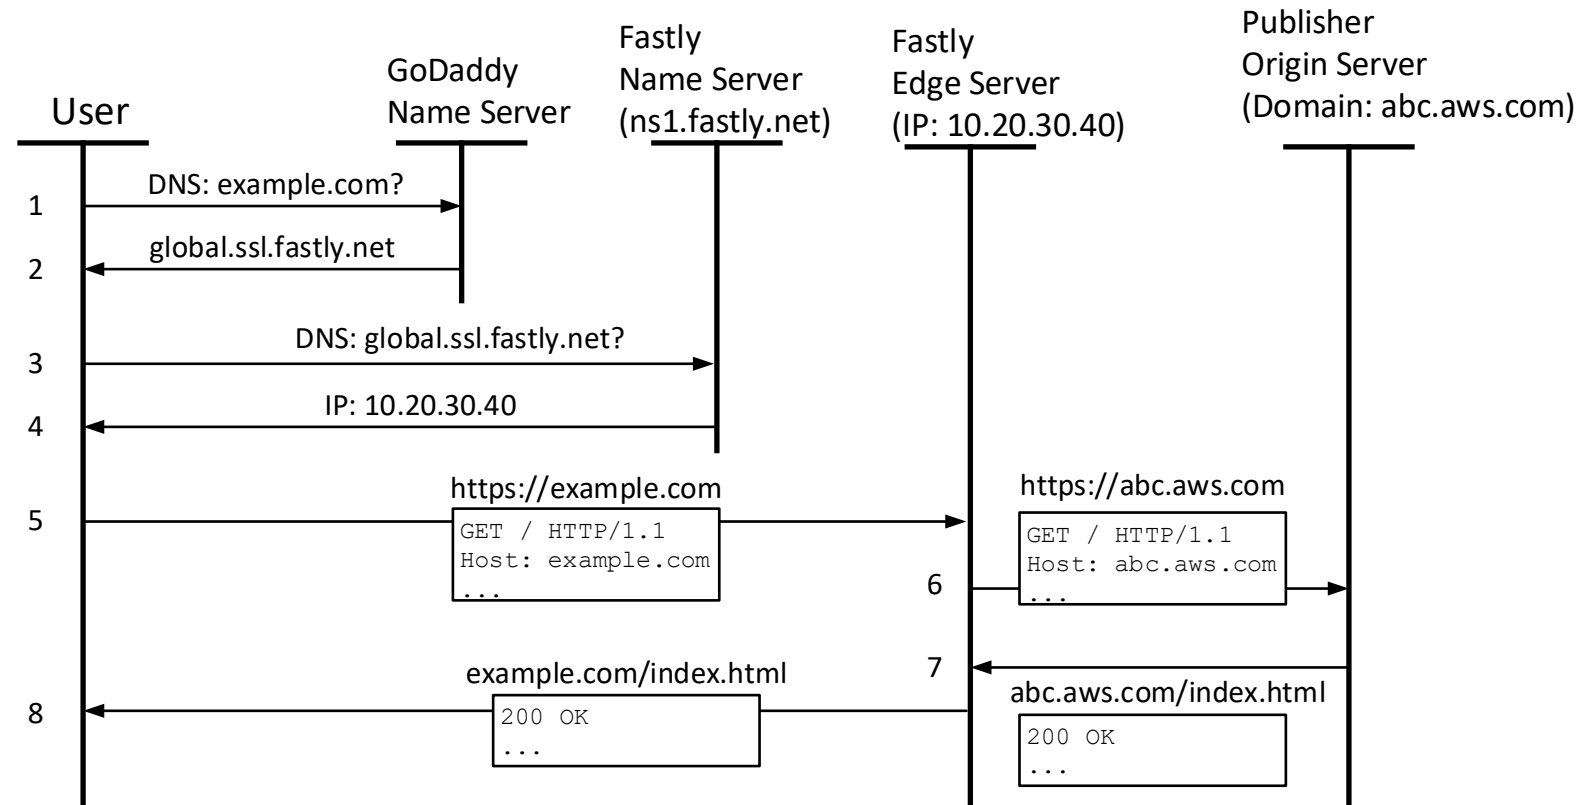 User
GoDaddy
Name Server
Fastly
Name Server
(ns1.fastly.net)
Fastly
Edge Server
(IP: 10.20.30.40)
Publisher
Origin Server
(Domain: abc.aws.com)
1
DNS: example.com?
2
global.ssl.fastly.net
3
DNS: global.ssl.fastly.net?
4
IP: 10.20.30.40
5
https://example.com
GET / HTTP/1.1
Host: example.com
...
6
https://abc.aws.com
GET / HTTP/1.1
Host: abc.aws.com
...
7
abc.aws.com/index.html
200 OK
...
8
example.com/index.html
200 OK
...